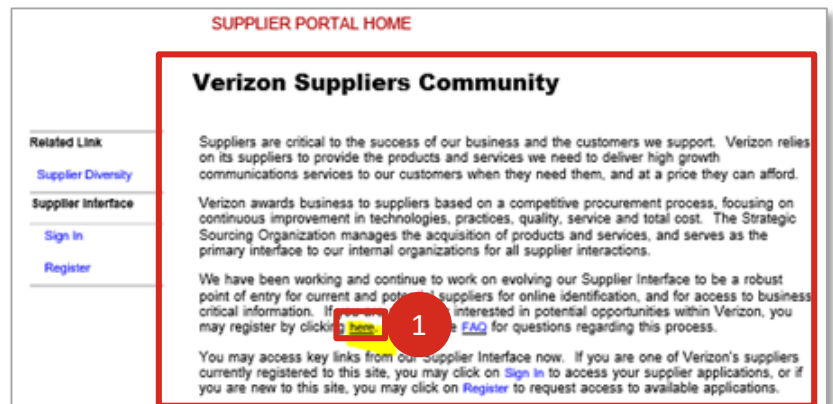 SUPPLIER PORTAL HOME
Verizon Suppliers Community
Related Link
Supplier Diversity
Supplier Interface
Sign In
Register
Suppliers are critical to the success of our business and the customers we support. Verizon relies
on its suppliers to provide the products and services we need to deliver high growth
communications services to our customers when they need them, and at a price they can afford.
Verizon awards business to suppliers based on a competitive procurement process, focusing on
continuous improvement in technologies, practices, quality, service and total cost. The Strategic
Sourcing Organization manages the acquisition of products and services, and serves as the
primary interface to our internal organizations for all supplier interactions.
We have been working and continue to work on evolving our Supplier Interface to be a robust
point of entry for current and potential suppliers for online identification, and for access to business
critical information. If you are interested in potential opportunities within Verizon, you
may register by clicking here. 1 FAQ for questions regarding this process.
You may access key links from our Supplier Interface now. If you are one of Verizon's suppliers
currently registered to this site, you may click on Sign In to access your supplier applications, or if
you are new to this site, you may click on Register to request access to available applications.